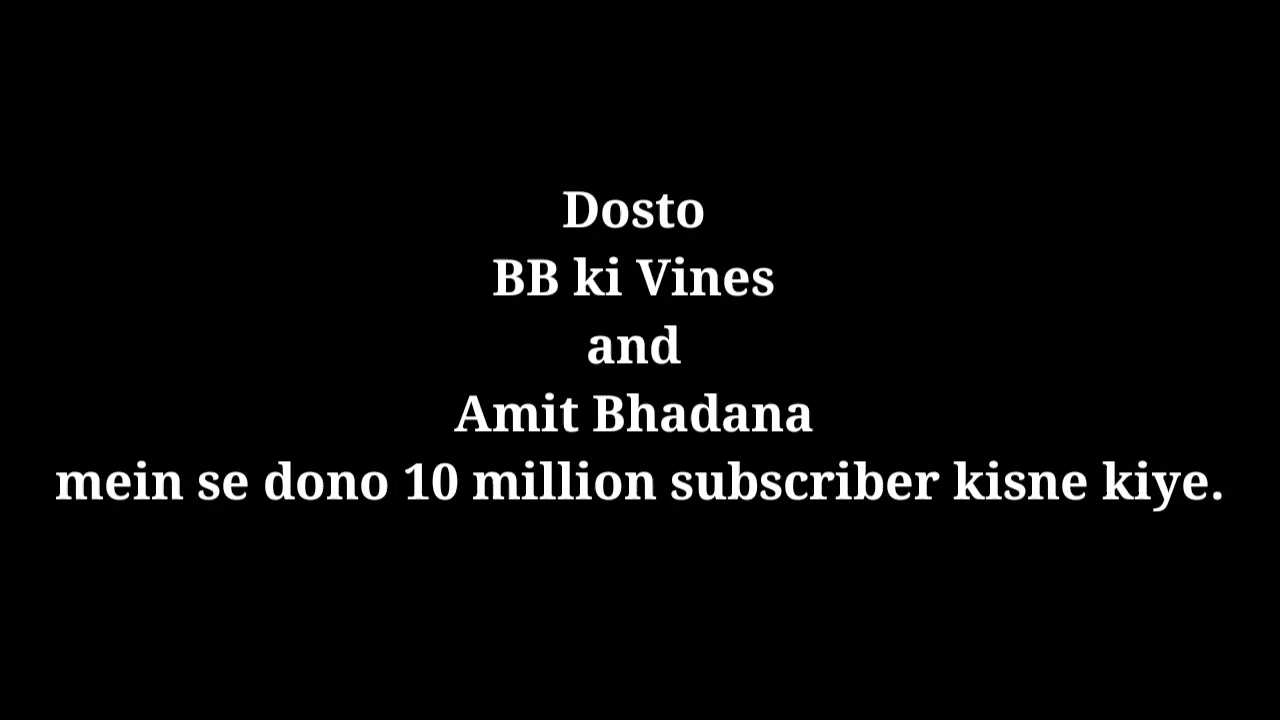 Dosto
BB ki Vines
and
Amit Bhadana
mein se dono 10 million subscriber kisne kiye.